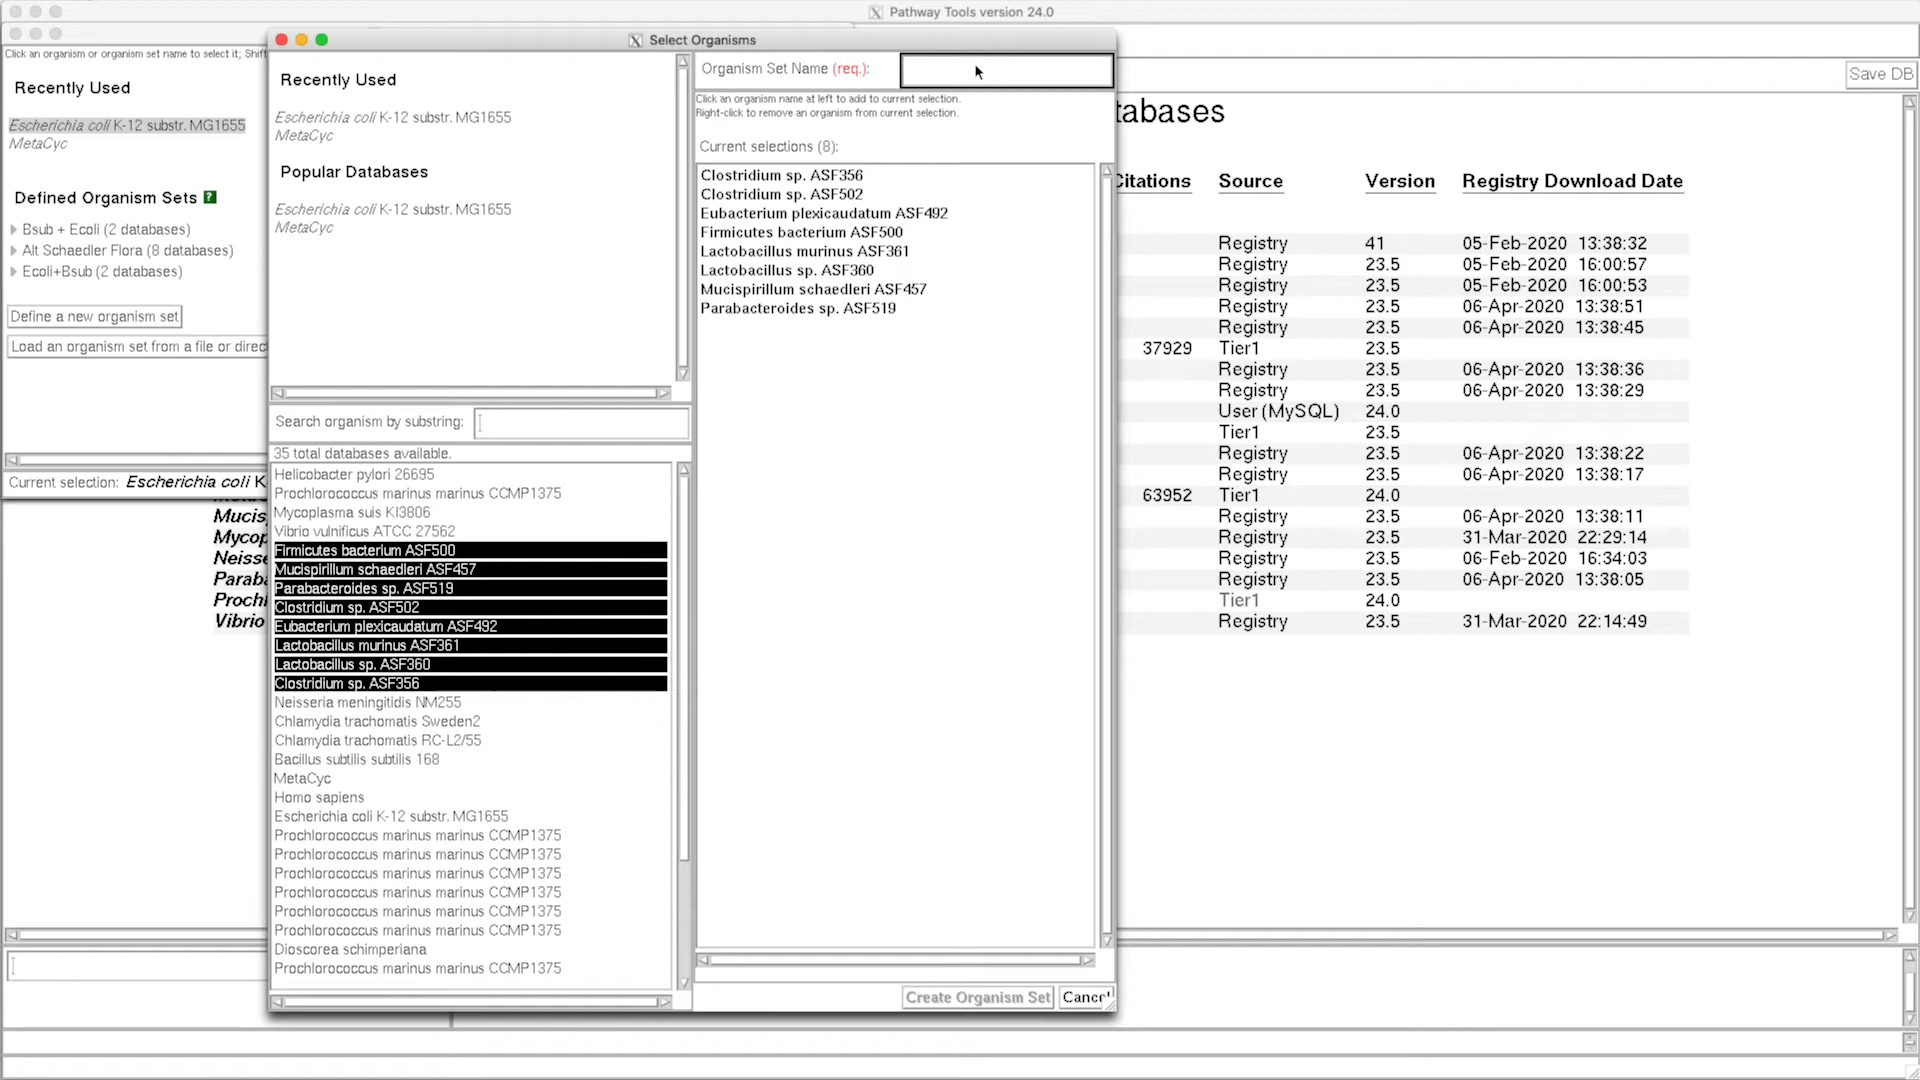 Pathway Tools version 24.0
Click an organism or organism set name to select it; Shift
Recently Used
Escherichia coli K-12 substr. MG1655
MetaCyc
Defined Organism Sets ?
Bsub + Ecoli (2 databases)
Alt Schaedler Flora (8 databases)
Ecoli+Bsub (2 databases)
Define a new organism set
Load an organism set from a file or direct
Current selection: Escherichia coli K
Mucis
Mycop
Neisse
Parab
Proch
Vibrio
Select Organisms
Recently Used
Escherichia coli K-12 substr. MG1655
MetaCyc
Popular Databases
Escherichia coli K-12 substr. MG1655
MetaCyc
Search organism by substring:
35 total databases available.
Helicobacter pylori 26695
Prochlorococcus marinus marinus CCMP1375
Mycoplasma suis KI3806
Vibrio vulnificus ATCC 27562
Firmicutes bacterium ASF500
Mucispirillum schaedleri ASF457
Parabacteroides sp. ASF519
Clostridium sp. ASF502
Eubacterium plexicaudatum ASF492
Lactobacillus murinus ASF361
Lactobacillus sp. ASF360
Clostridium sp. ASF356
Neisseria meningitidis NM255
Chlamydia trachomatis Sweden2
Chlamydia trachomatis RC-L2/55
Bacillus subtilis subtilis 168
MetaCyc
Homo sapiens
Escherichia coli K-12 substr. MG1655
Prochlorococcus marinus marinus CCMP1375
Prochlorococcus marinus marinus CCMP1375
Prochlorococcus marinus marinus CCMP1375
Prochlorococcus marinus marinus CCMP1375
Prochlorococcus marinus marinus CCMP1375
Prochlorococcus marinus marinus CCMP1375
Dioscorea schimperiana
Prochlorococcus marinus marinus CCMP1375
Organism Set Name (req.):
Click an organism name at left to add to current selection.
Right-click to remove an organism from current selection.
Current selections (8):
Clostridium sp. ASF356
Clostridium sp. ASF502
Eubacterium plexicaudatum ASF492
Firmicutes bacterium ASF500
Lactobacillus murinus ASF361
Lactobacillus sp. ASF360
Mucispirillum schaedleri ASF457
Parabacteroides sp. ASF519
Create Organism Set Cancel
Save DB
tabases
Citations Source Version Registry Download Date
Registry 41 05-Feb-2020 13:38:32
Registry 23.5 05-Feb-2020 16:00:57
Registry 23.5 05-Feb-2020 16:00:53
Registry 23.5 06-Apr-2020 13:38:51
Registry 23.5 06-Apr-2020 13:38:45
37929 Tier1 23.5
Registry 23.5 06-Apr-2020 13:38:36
Registry 23.5 06-Apr-2020 13:38:29
User (MySQL) 24.0
Tier1 23.5
Registry 23.5 06-Apr-2020 13:38:22
Registry 23.5 06-Apr-2020 13:38:17
63952 Tier1 24.0
Registry 23.5 06-Apr-2020 13:38:11
Registry 23.5 31-Mar-2020 22:29:14
Registry 23.5 06-Feb-2020 16:34:03
Registry 23.5 06-Apr-2020 13:38:05
Tier1 24.0
Registry 23.5 31-Mar-2020 22:14:49